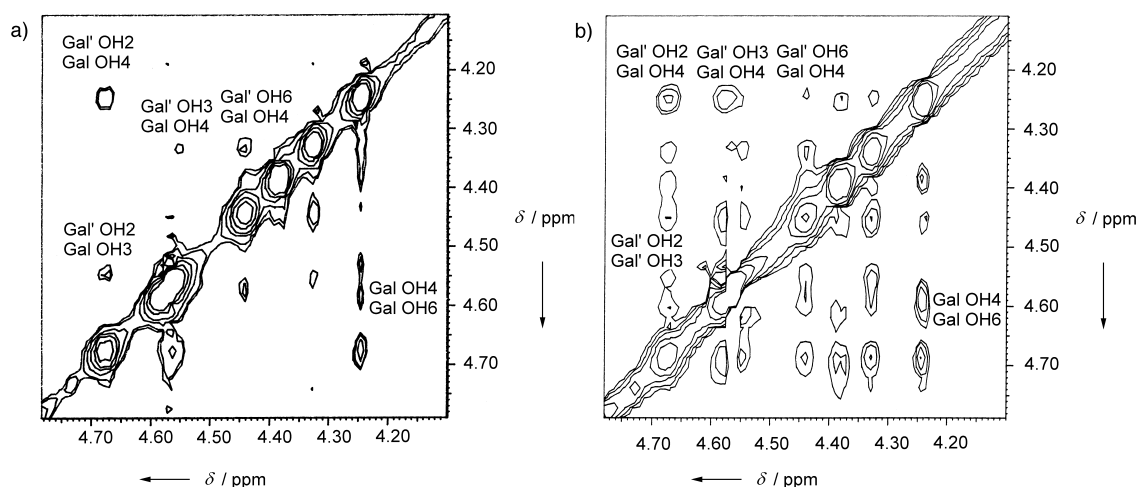 a)
Gal' OH2
Gal OH4
Gal' OH3
Gal OH4
Gal' OH6
Gal OH4
Gal' OH2
Gal OH3
Gal OH4
Gal OH6
4.20
4.30
4.40
4.50
4.60
4.70
δ / ppm
4.70 4.60 4.50 4.40 4.30 4.20
δ / ppm
b)
Gal' OH2
Gal OH4
Gal' OH3
Gal OH4
Gal' OH6
Gal OH4
Gal' OH2
Gal' OH3
Gal OH4
Gal OH6
4.20
4.30
4.40
4.50
4.60
4.70
δ / ppm
4.70 4.60 4.50 4.40 4.30 4.20
δ / ppm